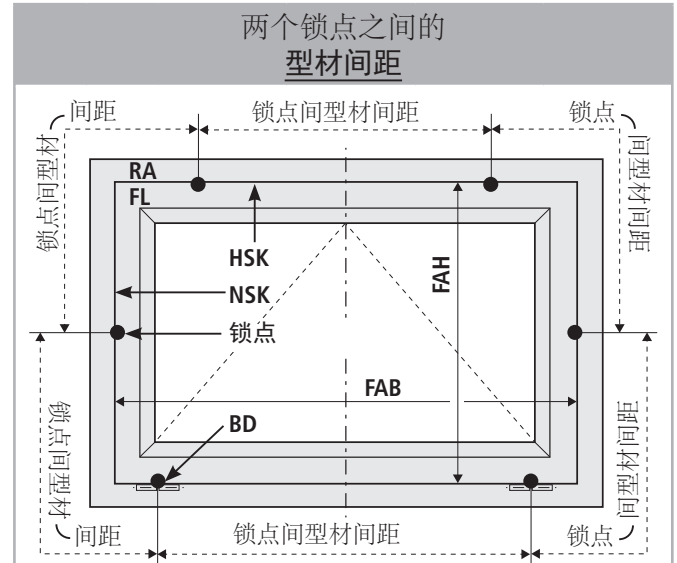 两个锁点之间的
型材间距
间距
锁点间型材间距
锁点
锁点间型材
间型材间距
RA
FL
HSK
FAH
NSK
锁点
FAB
BD
锁点间型材
间型材间距
间距
锁点间型材间距
锁点